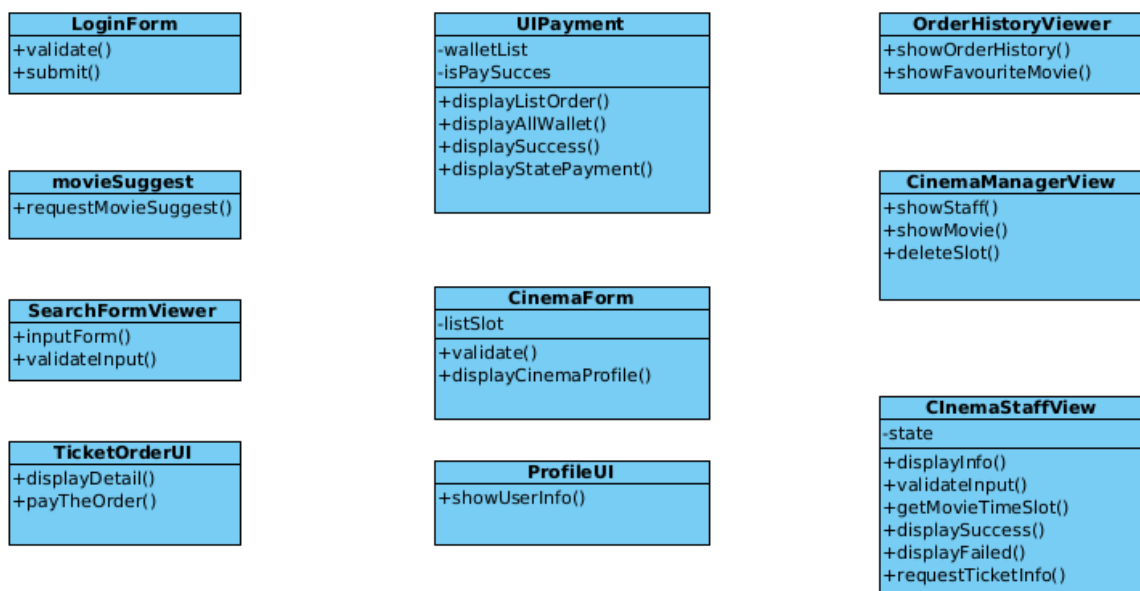 LoginForm
+validate()
+submit()
movieSuggest
+requestMovieSuggest()
SearchFormViewer
+inputForm()
+validateInput()
TicketOrderUI
+displayDetail()
+payTheOrder()
UIPayment
-walletList
-isPaySucces
+displayListOrder()
+displayAllWallet()
+displaySuccess()
+displayStatePayment()
CinemaForm
-listSlot
+validate()
+displayCinemaProfile()
ProfileUI
+showUserInfo()
OrderHistoryViewer
+showOrderHistory()
+showFavouriteMovie()
CinemaManagerView
+showStaff()
+showMovie()
+deleteSlot()
CInemaStaffView
-state
+displayInfo()
+validateInput()
+getMovieTimeSlot()
+displaySuccess()
+displayFailed()
+requestTicketInfo()